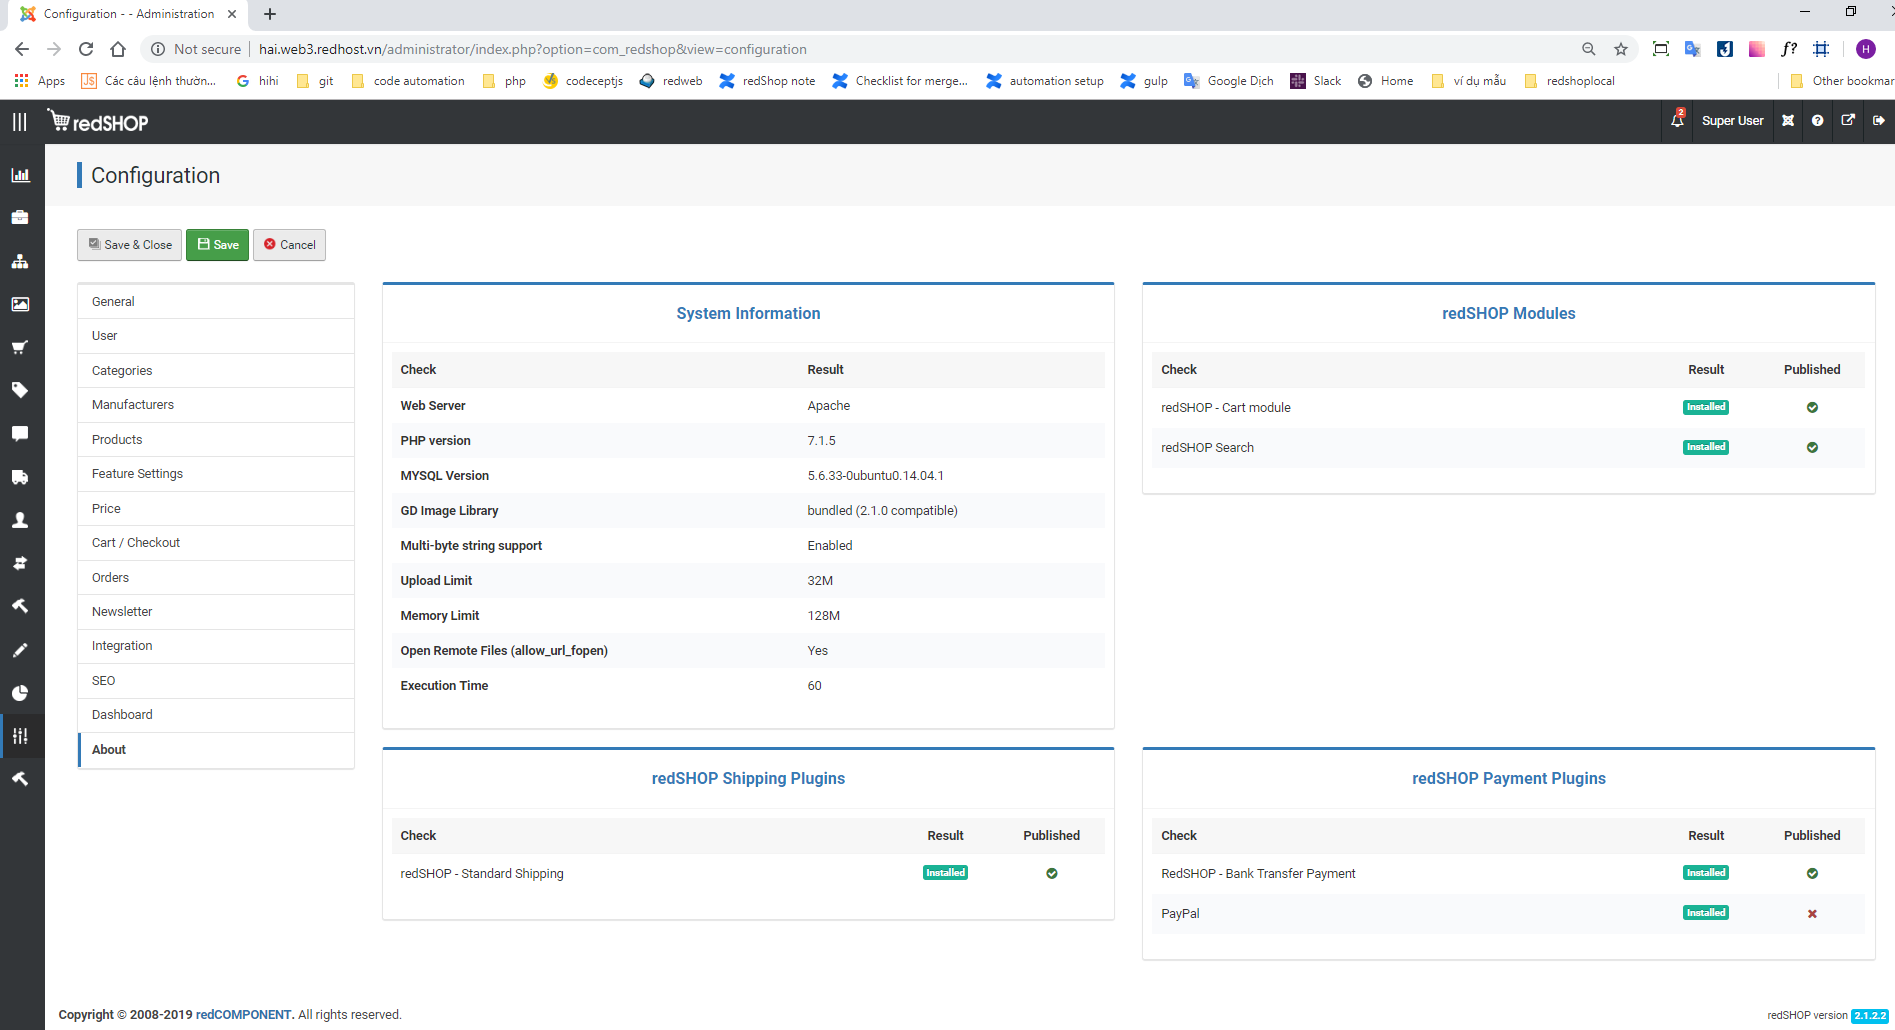 Configuration - - Administration
Not secure
hai.web3.redhost.vn/administrator/index.php?option=com_redshop&view=configuration
f?
H
Apps
JS Các câu lệnh thườn...
hihi
git
code automation
php
codeceptjs
redweb
redShop note
Checklist for merge...
automation setup
gulp
Google Dịch
Slack
Home
ví dụ mẫu
redshoplocal
Other bookmar
redSHOP
2
Super User
Configuration
Save & Close
Save
Cancel
General
User
Categories
Manufacturers
Products
Feature Settings
Price
Cart / Checkout
Orders
Newsletter
Integration
SEO
Dashboard
About
System Information
Check Result
Web Server Apache
PHP version 7.1.5
MYSQL Version 5.6.33-0ubuntu0.14.04.1
GD Image Library bundled (2.1.0 compatible)
Multi-byte string support Enabled
Upload Limit 32M
Memory Limit 128M
Open Remote Files (allow_url_fopen) Yes
Execution Time 60
redSHOP Modules
Check Result Published
redSHOP - Cart module Installed
redSHOP Search Installed
redSHOP Shipping Plugins
Check Result Published
redSHOP - Standard Shipping Installed
redSHOP Payment Plugins
Check Result Published
RedSHOP - Bank Transfer Payment Installed
PayPal Installed
Copyright © 2008-2019 redCOMPONENT. All rights reserved.
redSHOP version 2.1.2.2